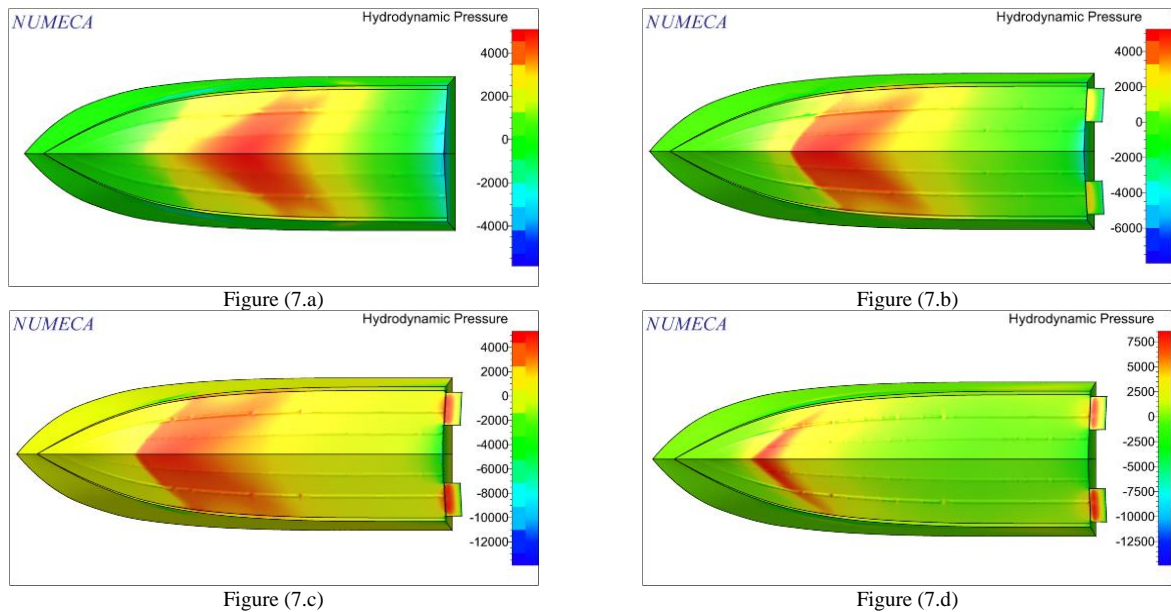 NUMECA
Hydrodynamic Pressure
4000
2000
0
-2000
-4000
Figure (7.a)
NUMECA
Hydrodynamic Pressure
4000
2000
0
-2000
-4000
-6000
Figure (7.b)
NUMECA
Hydrodynamic Pressure
4000
2000
0
-2000
-4000
-6000
-8000
-10000
-12000
Figure (7.c)
NUMECA
Hydrodynamic Pressure
7500
5000
2500
0
-2500
-5000
-7500
-10000
-12500
Figure (7.d)